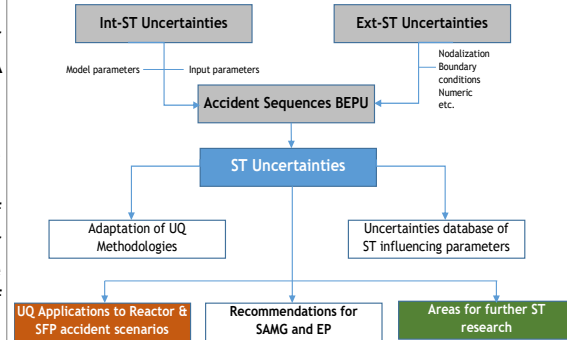 Int-ST Uncertainties
Ext-ST Uncertainties
Model parameters
Input parameters
Nodalization
Boundary
conditions
Numeric
etc.
Accident Sequences BEPU
ST Uncertainties
Adaptation of UQ
Methodologies
Uncertainties database of
ST influencing parameters
UQ Applications to Reactor &
SFP accident scenarios
Recommendations for
SAMG and EP
Areas for further ST
research